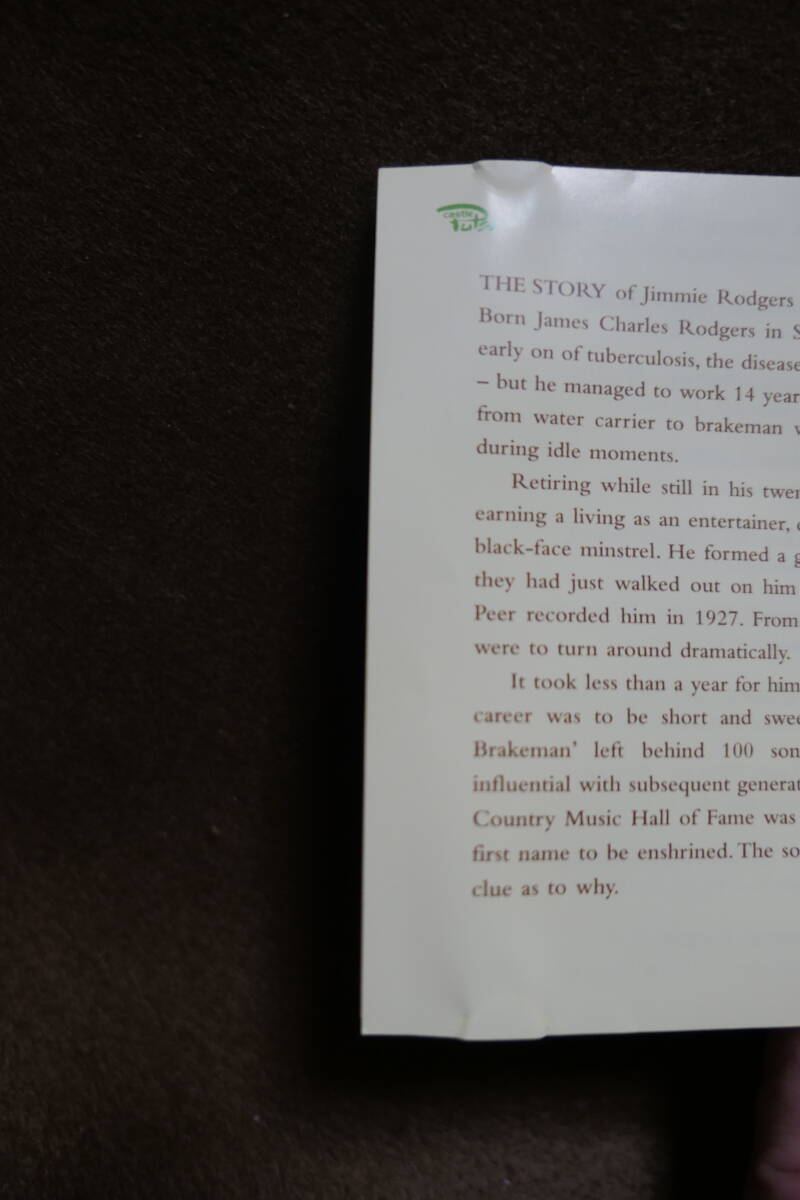 castle
THE STORY of Jimmie Rodgers
Born James Charles Rodgers in S
early on of tuberculosis, the disease
– but he managed to work 14 year
from water carrier to brakeman w
during idle moments.
Retiring while still in his twen
earning a living as an entertainer,
black-face minstrel. He formed a g
they had just walked out on him
Peer recorded him in 1927. From
were to turn around dramatically.
It took less than a year for him
career was to be short and swee
Brakeman’ left behind 100 son
influential with subsequent generat
Country Music Hall of Fame was
first name to be enshrined. The so
clue as to why.